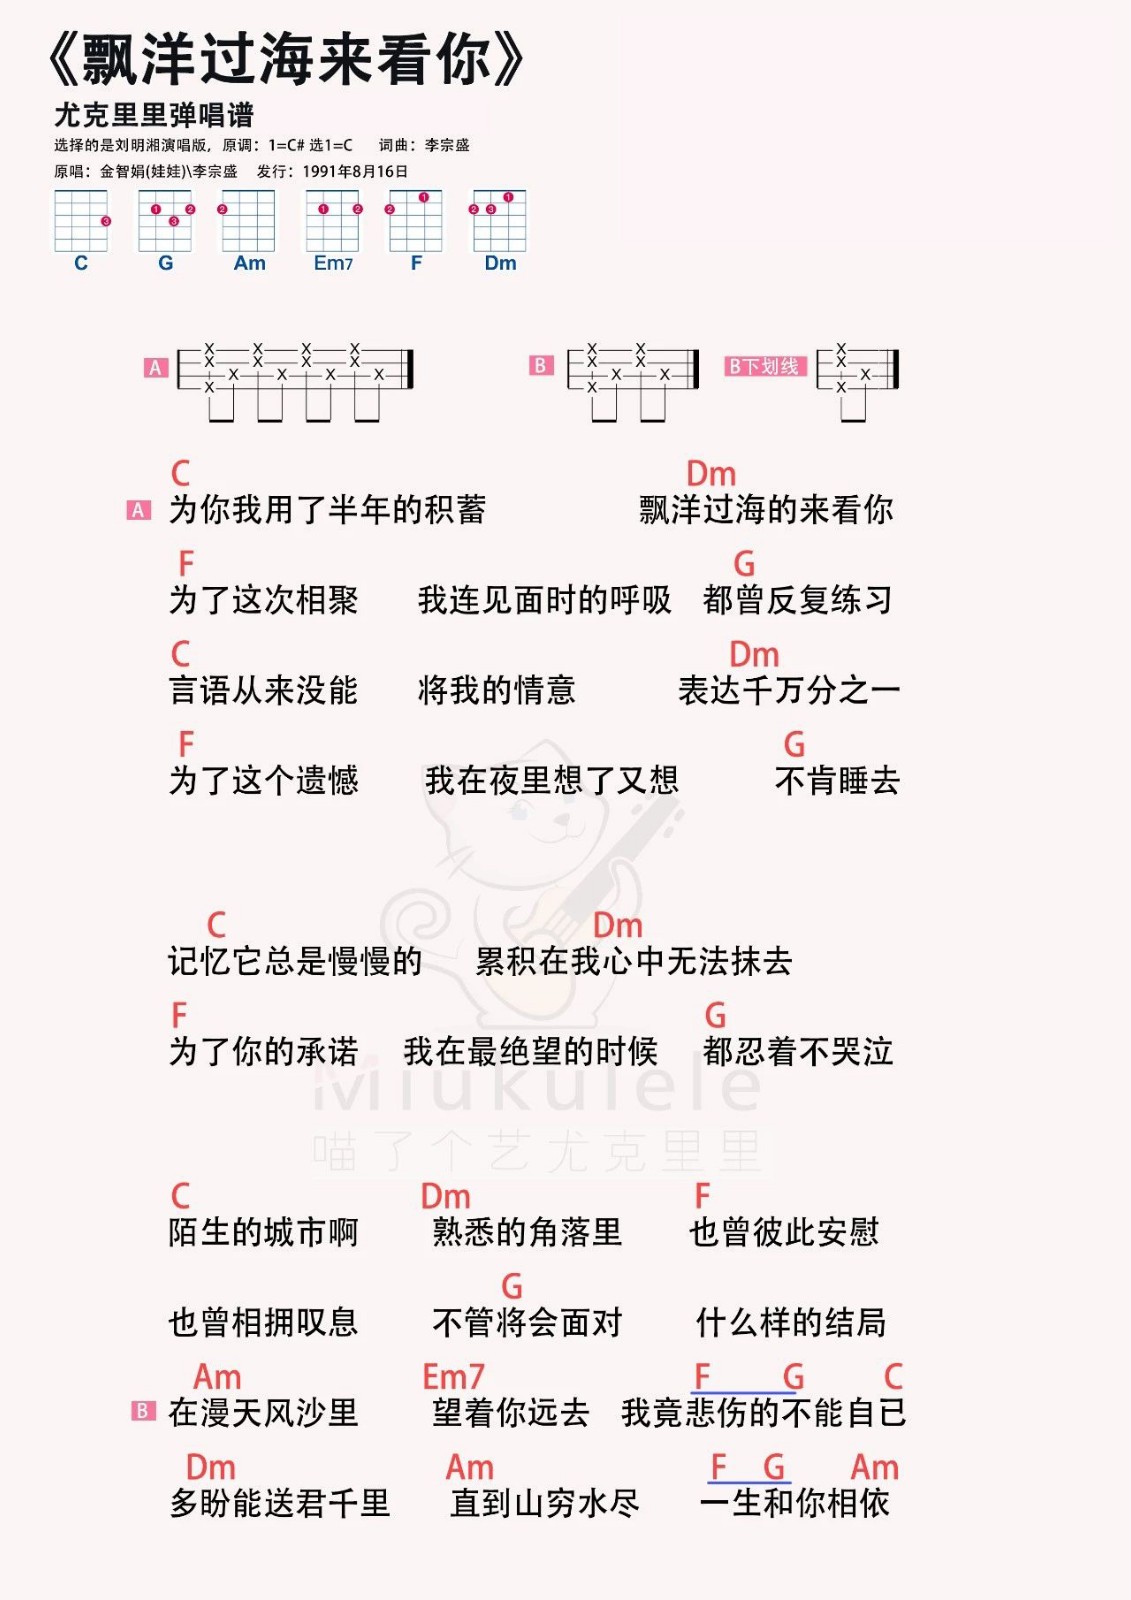 《飘洋过海来看你》
尤克里里弹唱谱
选择的是刘明湘演唱版，原调：1=C# 选1=C 词曲：李宗盛
原唱：金智娟(娃娃)\李宗盛 发行：1991年8月16日
3 1 3 2 2 1 2 2 1 2 3 1
C G Am Em7 F Dm
A B B下划线
C Dm
A 为你我用了半年的积蓄 飘洋过海的来看你
F G
为了这次相聚 我连见面时的呼吸 都曾反复练习
C Dm
言语从来没能 将我的情意 表达千万分之一
F G
为了这个遗憾 我在夜里想了又想 不肯睡去
C Dm
记忆它总是慢慢的 累积在我心中无法抹去
F G
为了你的承诺 我在最绝望的时候 都忍着不哭泣
Miukulele
喵了个艺尤克里里
C Dm F
陌生的城市啊 熟悉的角落里 也曾彼此安慰
G
也曾相拥叹息 不管将会面对 什么样的结局
Am Em7 F G C
B 在漫天风沙里 望着你远去 我竟悲伤的不能自已
Dm Am F G Am
多盼能送君千里 直到山穷水尽 一生和你相依